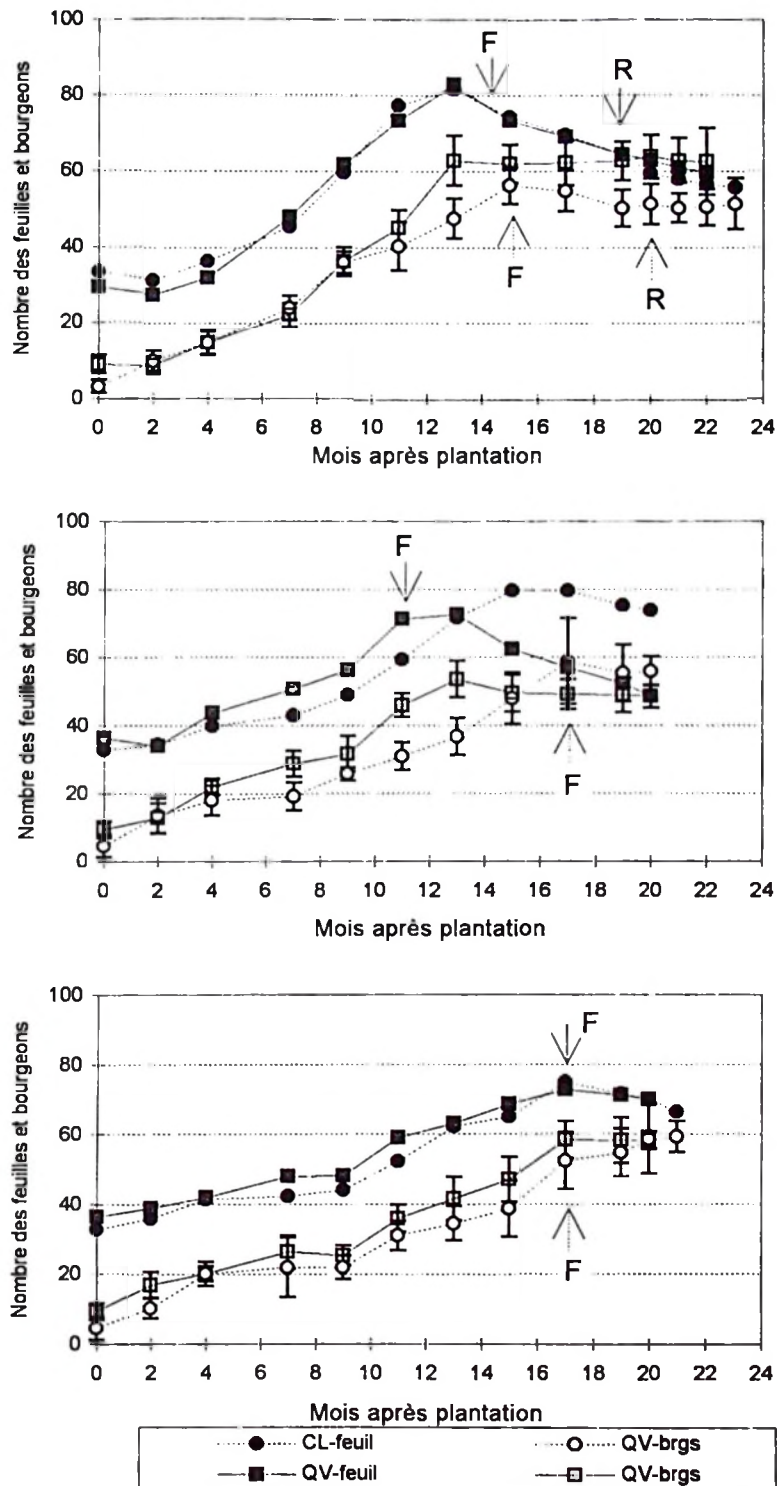 Nombre des feuilles et bourgeons
100
80
60
40
20
0
F
R
F
R
0 2 4 6 8 10 12 14 16 18 20 22 24
Mois après plantation
Nombre des feuilles et bourgeons
100
80
60
40
20
0
F
F
0 2 4 6 8 10 12 14 16 18 20 22 24
Mois après plantation
Nombre des feuilles et bourgeons
100
80
60
40
20
0
F
F
0 2 4 6 8 10 12 14 16 18 20 22 24
Mois après plantation
CL-feuil QV-brgs
QV-feuil QV-brgs